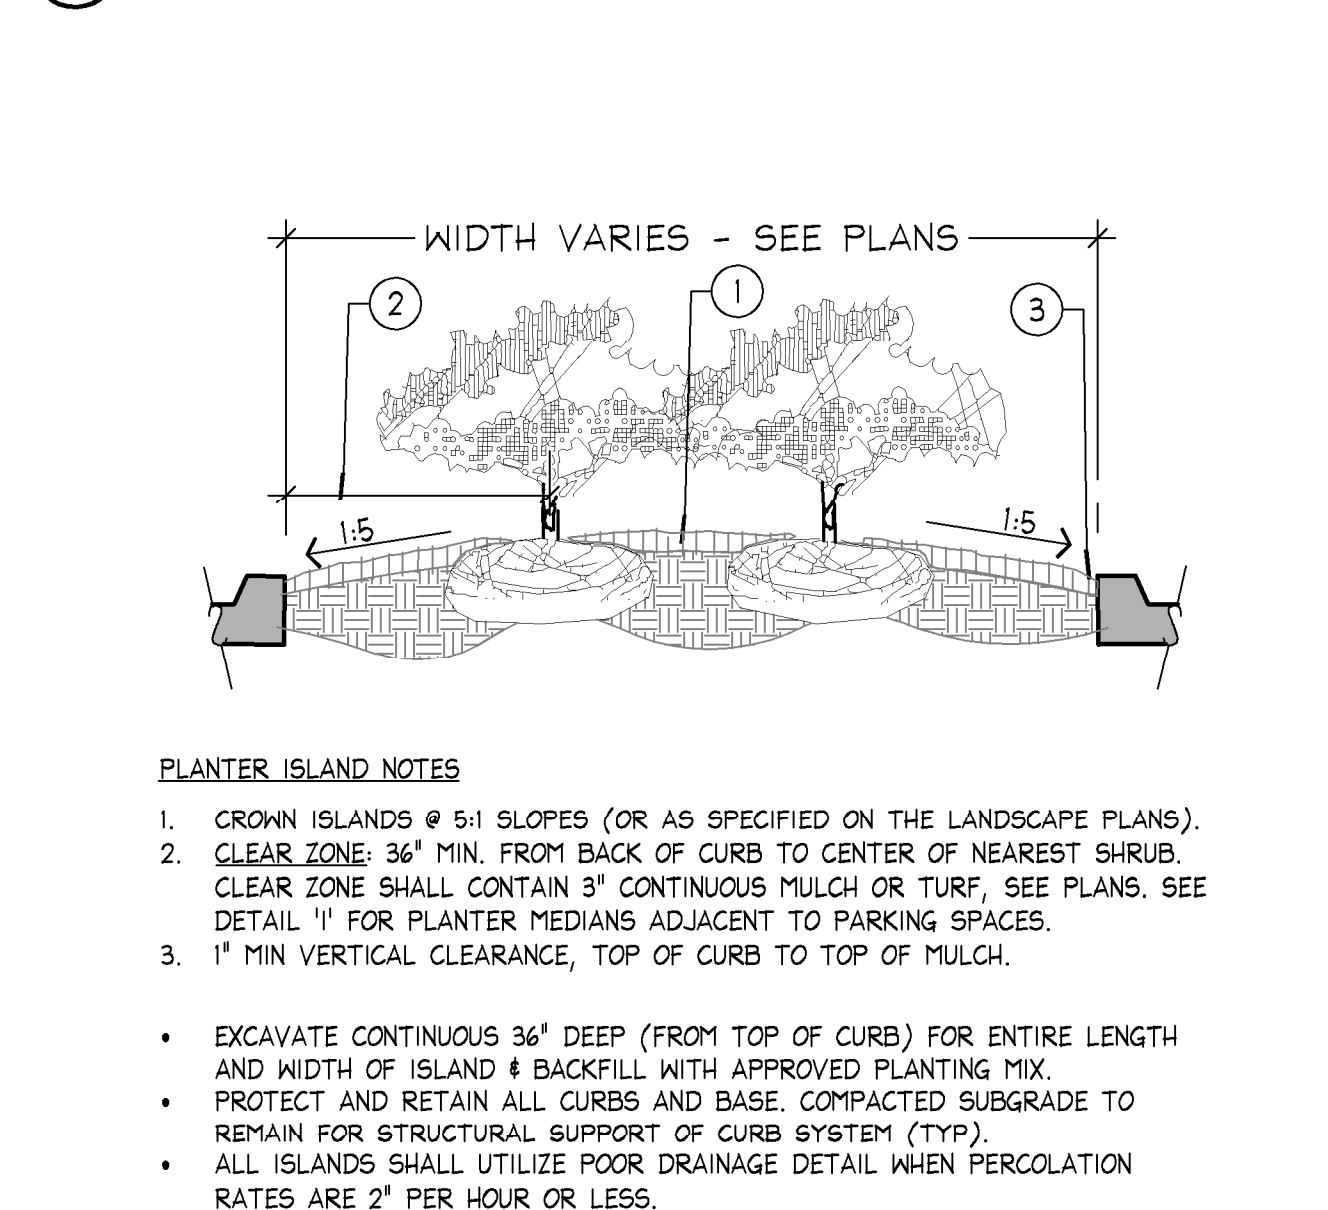 WIDTH VARIES - SEE PLANS
2
1
3
1:5
1:5
PLANTER ISLAND NOTES
1. CROWN ISLANDS @ 5:1 SLOPES (OR AS SPECIFIED ON THE LANDSCAPE PLANS).
2. CLEAR ZONE: 36" MIN. FROM BACK OF CURB TO CENTER OF NEAREST SHRUB.
CLEAR ZONE SHALL CONTAIN 3" CONTINUOUS MULCH OR TURF, SEE PLANS. SEE
DETAIL 'I' FOR PLANTER MEDIANS ADJACENT TO PARKING SPACES.
3. 1" MIN VERTICAL CLEARANCE, TOP OF CURB TO TOP OF MULCH.
• EXCAVATE CONTINUOUS 36" DEEP (FROM TOP OF CURB) FOR ENTIRE LENGTH
AND WIDTH OF ISLAND & BACKFILL WITH APPROVED PLANTING MIX.
• PROTECT AND RETAIN ALL CURBS AND BASE. COMPACTED SUBGRADE TO
REMAIN FOR STRUCTURAL SUPPORT OF CURB SYSTEM (TYP).
• ALL ISLANDS SHALL UTILIZE POOR DRAINAGE DETAIL WHEN PERCOLATION
RATES ARE 2" PER HOUR OR LESS.